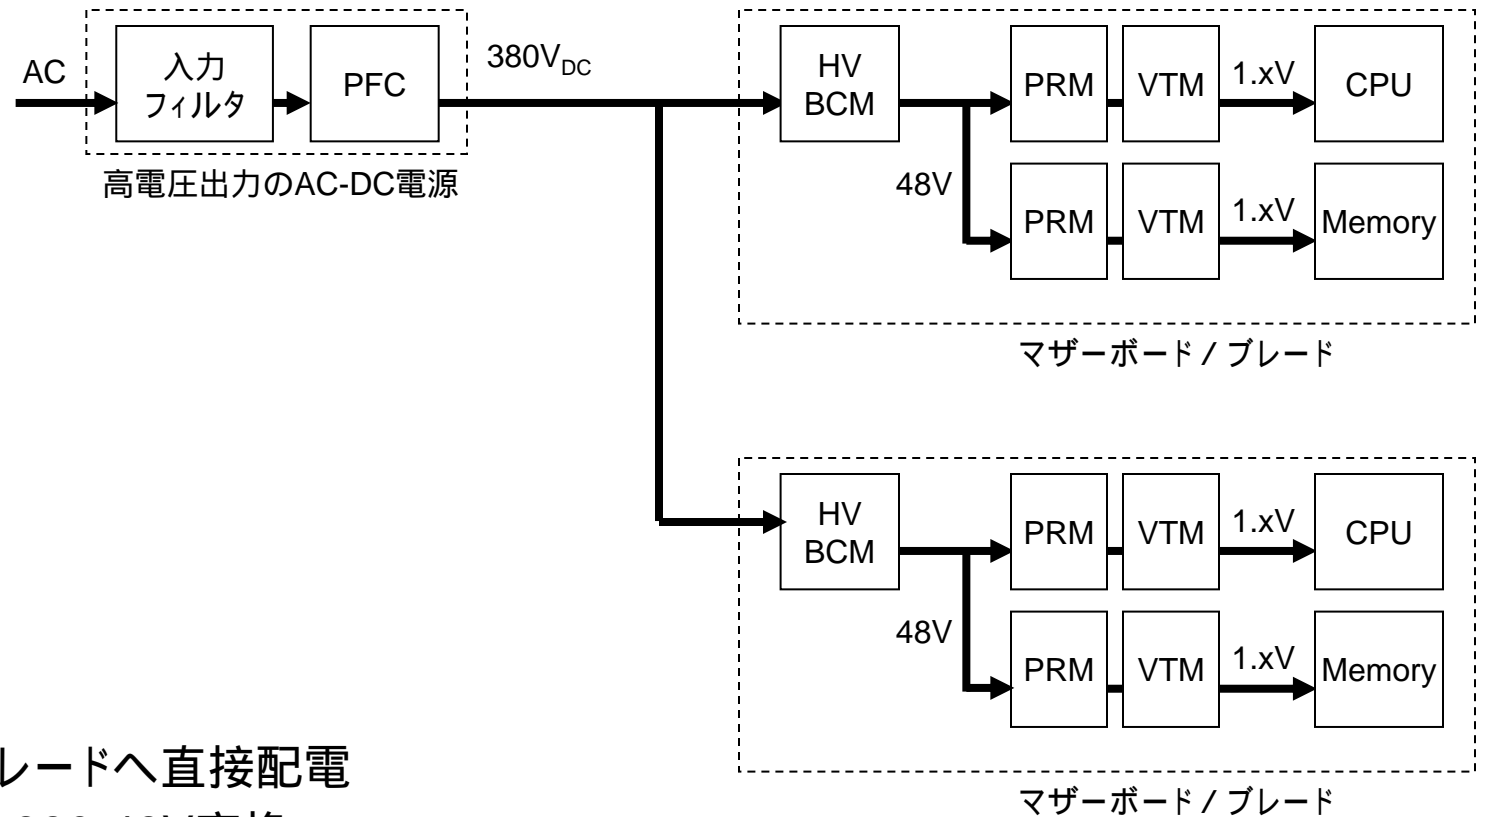 AC
入力
フィルタ
PFC
380V_DC
高電圧出力のAC-DC電源
HV
BCM
48V
PRM
VTM
1.xV
CPU
PRM
VTM
1.xV
Memory
マザーボード / ブレード
HV
BCM
48V
PRM
VTM
1.xV
CPU
PRM
VTM
1.xV
Memory
マザーボード / ブレード
レードへ直接配電